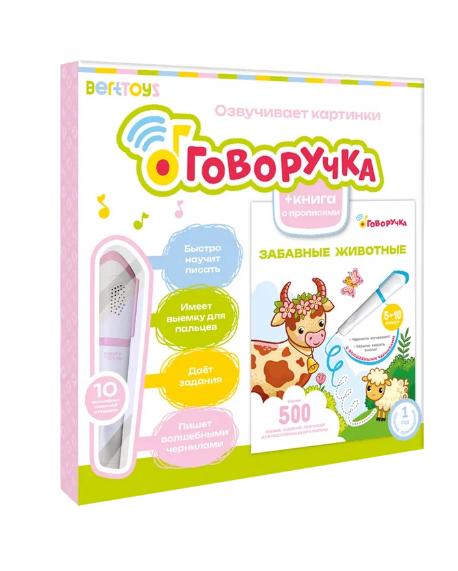 BertToys
Озвучивает картинки
ГОВОРУЧКА
+книга
с прописями
ГОВОРУЧКА
ЗАБАВНЫЕ ЖИВОТНЫЕ
Быстро
научит
писать
Имеет
выемку для
пальцев
Даёт
задания
Пишет
волшебными
чернилами
10
5-10
500
1
год